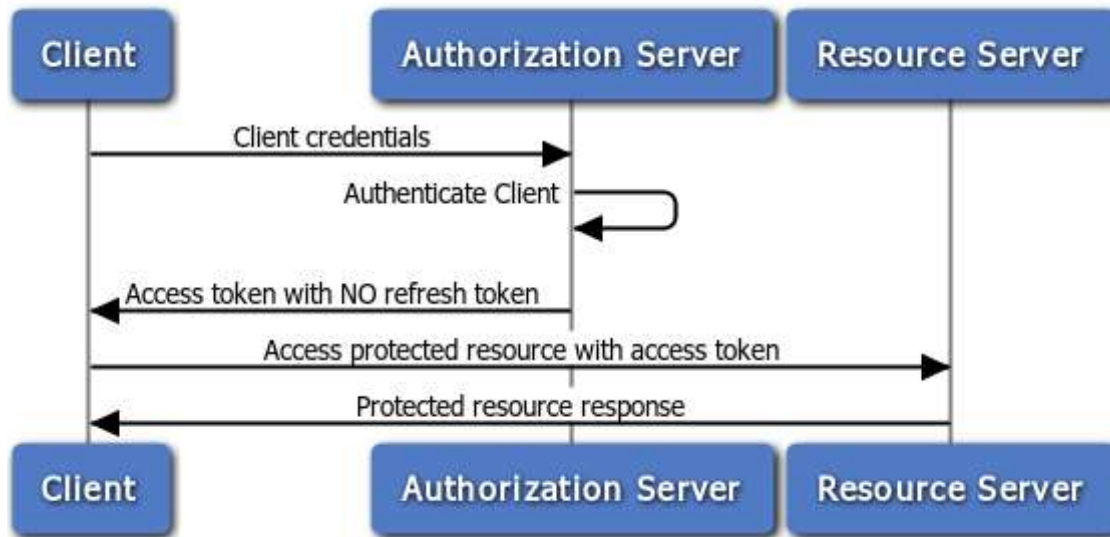 Client
Authorization Server
Resource Server
Client credentials
Authenticate Client
Access token with NO refresh token
Access protected resource with access token
Protected resource response
Client
Authorization Server
Resource Server